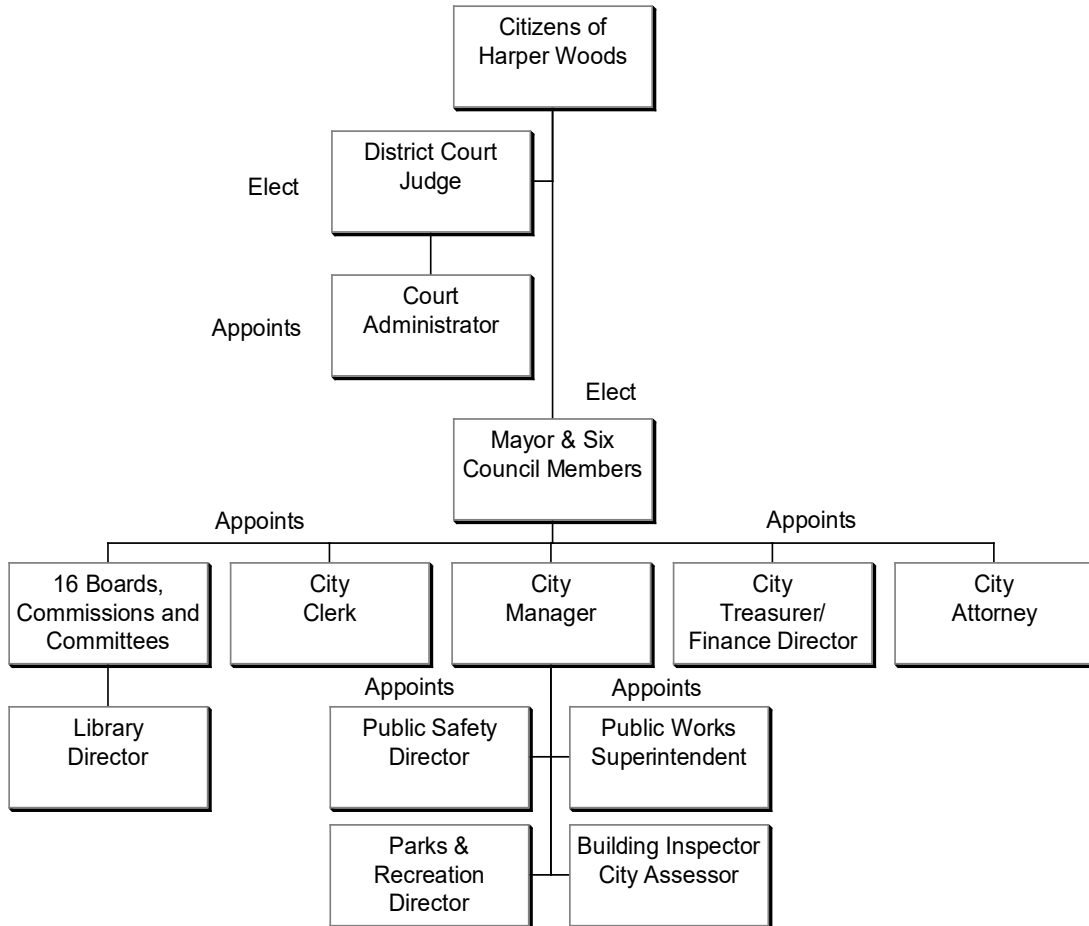 Citizens of
Harper Woods
District Court
Judge
Elect
Court
Administrator
Appoints
Elect
Mayor & Six
Council Members
Appoints
Appoints
16 Boards,
Commissions and
Committees
City
Clerk
City
Manager
City
Treasurer/
Finance Director
City
Attorney
Appoints
Appoints
Library
Director
Public Safety
Director
Public Works
Superintendent
Parks &
Recreation
Director
Building Inspector
City Assessor